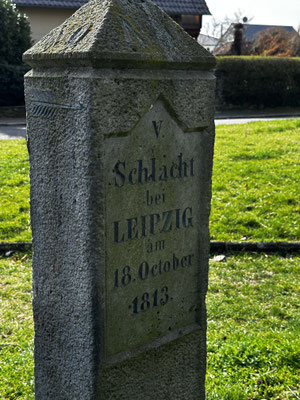 V.
Schlacht
bei
LEIPZIG
am
18. October
1813.